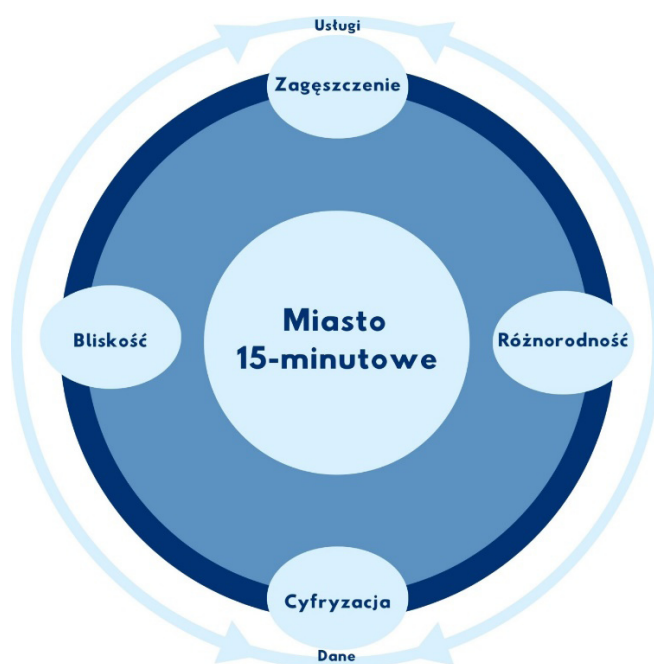 Usługi
Zagęszczenie
Miasto
15-minutowe
Bliskość
Różnorodność
Cyfryzacja
Dane